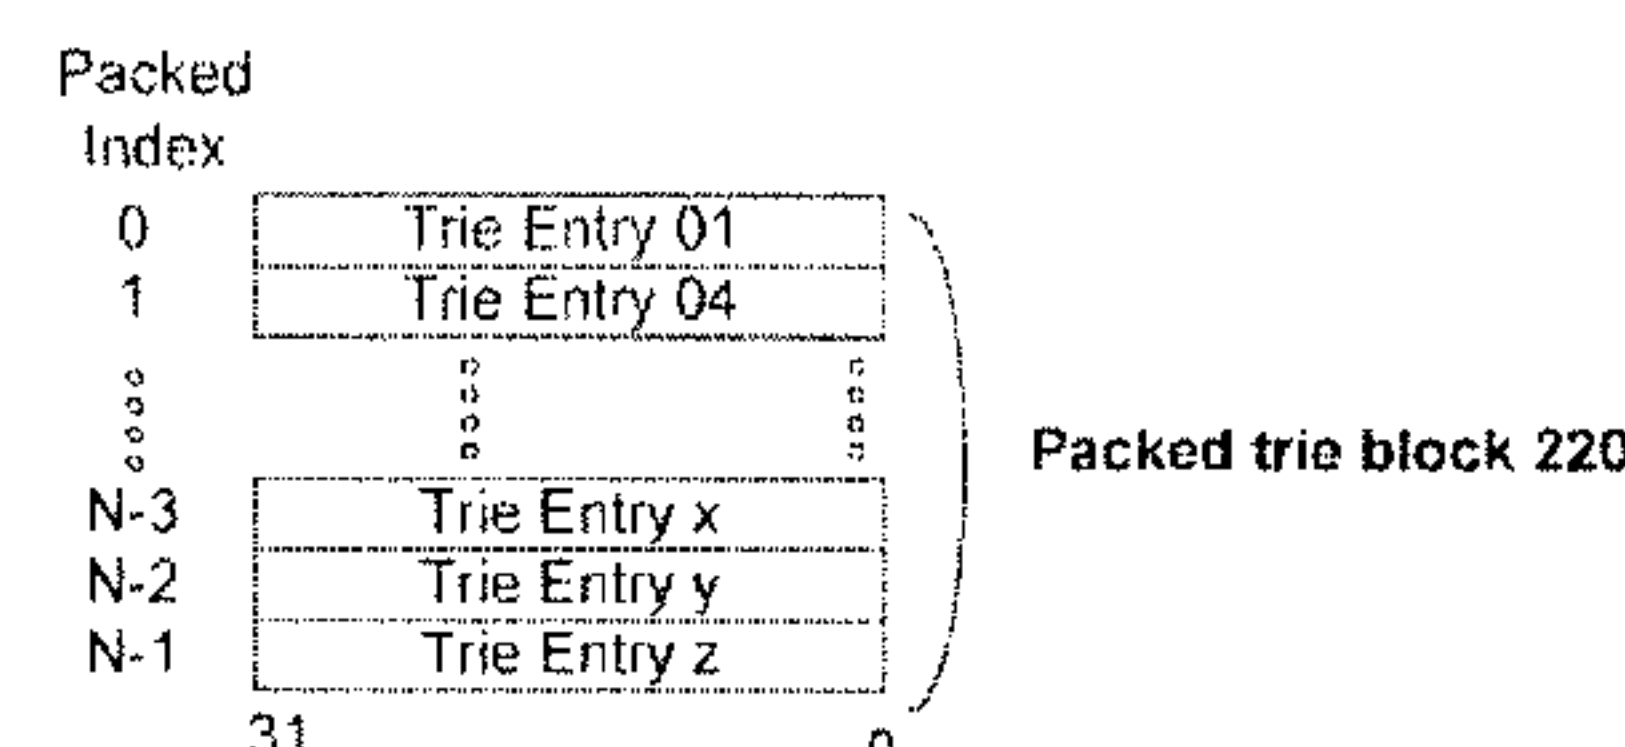 Packed
Index
0 Trie Entry 01
1 Trie Entry 04
N-3 Trie Entry x
N-2 Trie Entry y
N-1 Trie Entry z
Packed trie block 220
31 0